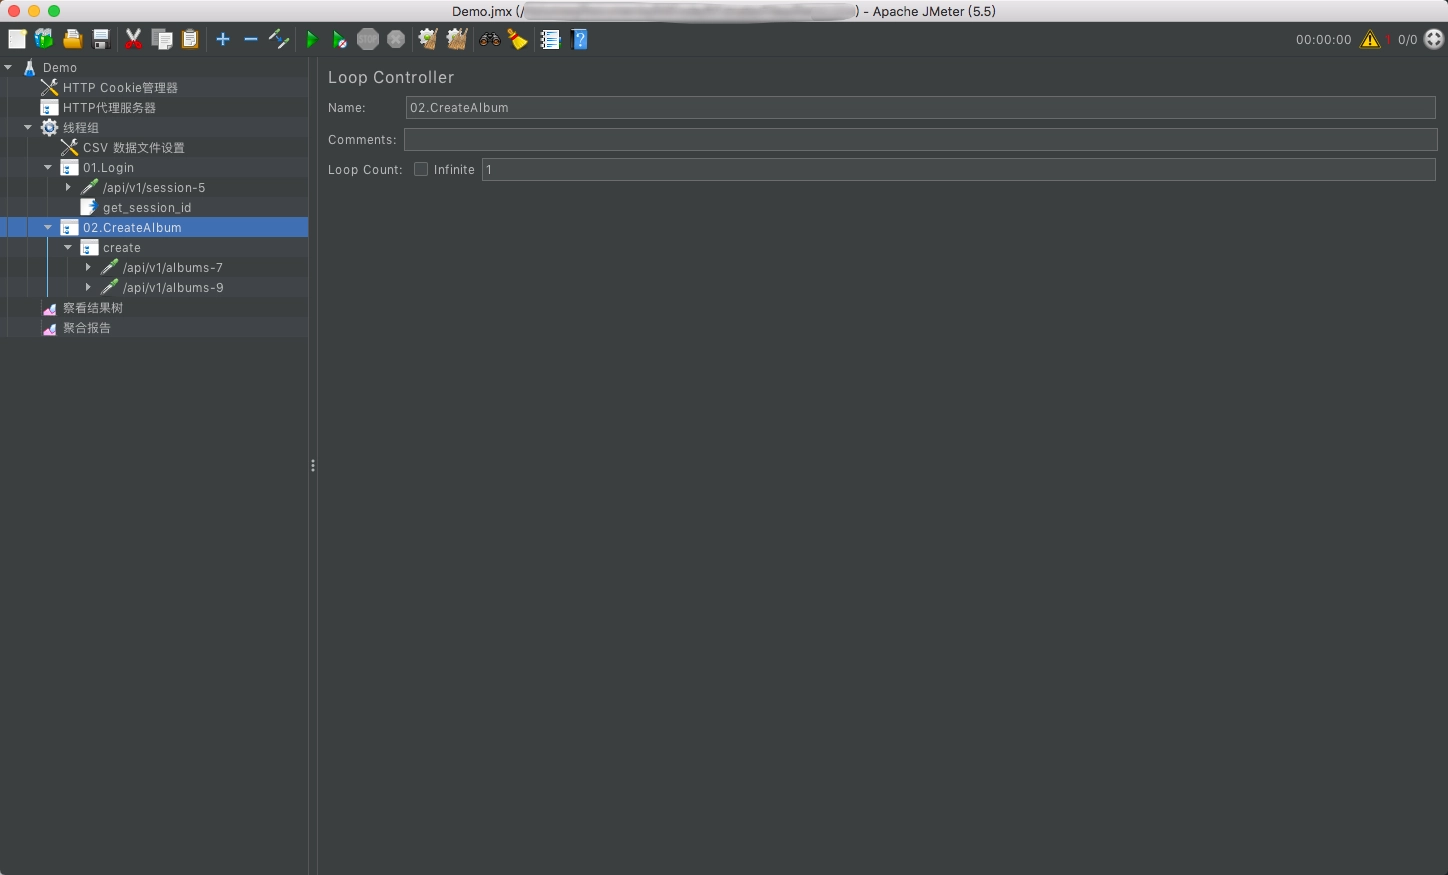 Demo.jmx (/ ) - Apache JMeter (5.5)
STOP
00:00:00 ! 0/0
Demo
HTTP Cookie管理器
HTTP代理服务器
线程组
CSV 数据文件设置
01.Login
/api/v1/session-5
get_session_id
02.CreateAlbum
create
/api/v1/albums-7
/api/v1/albums-9
察看结果树
聚合报告
Loop Controller
Name: 02.CreateAlbum
Comments:
Loop Count: Infinite 1